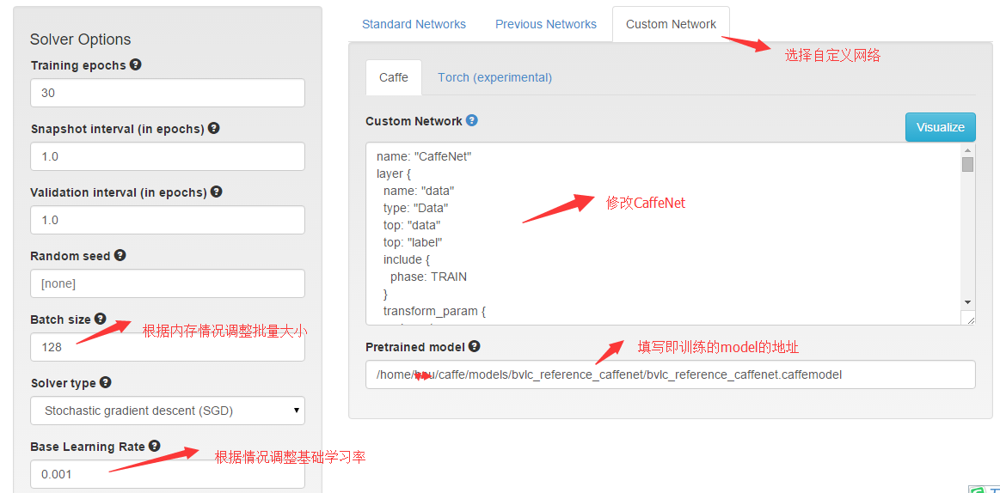 Solver Options
Training epochs
30
Snapshot interval (in epochs)
1.0
Validation interval (in epochs)
1.0
Random seed
[none]
Batch size
根据内存情况调整批量大小
128
Solver type
Stochastic gradient descent (SGD)
Base Learning Rate
根据情况调整基础学习率
0.001
Standard Networks Previous Networks Custom Network
选择自定义网络
Caffe Torch (experimental)
Custom Network
Visualize
name: "CaffeNet"
layer {
name: "data"
type: "Data"
top: "data"
top: "label"
include {
phase: TRAIN
}
transform_param {
修改CaffeNet
Pretrained model
填写即训练的model的地址
/home/ /caffe/models/bvlc_reference_caffenet/bvlc_reference_caffenet.caffemodel